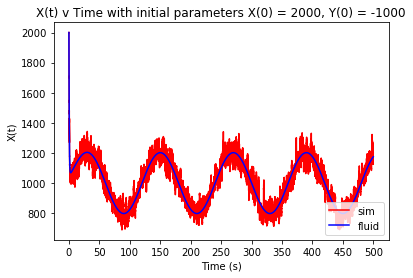 X(t) v Time with initial parameters X(0) = 2000, Y(0) = -1000
2000
1800
1600
1400
1200
1000
800
X(t)
0 50 100 150 200 250 300 350 400 450 500
Time (s)
sim
fluid